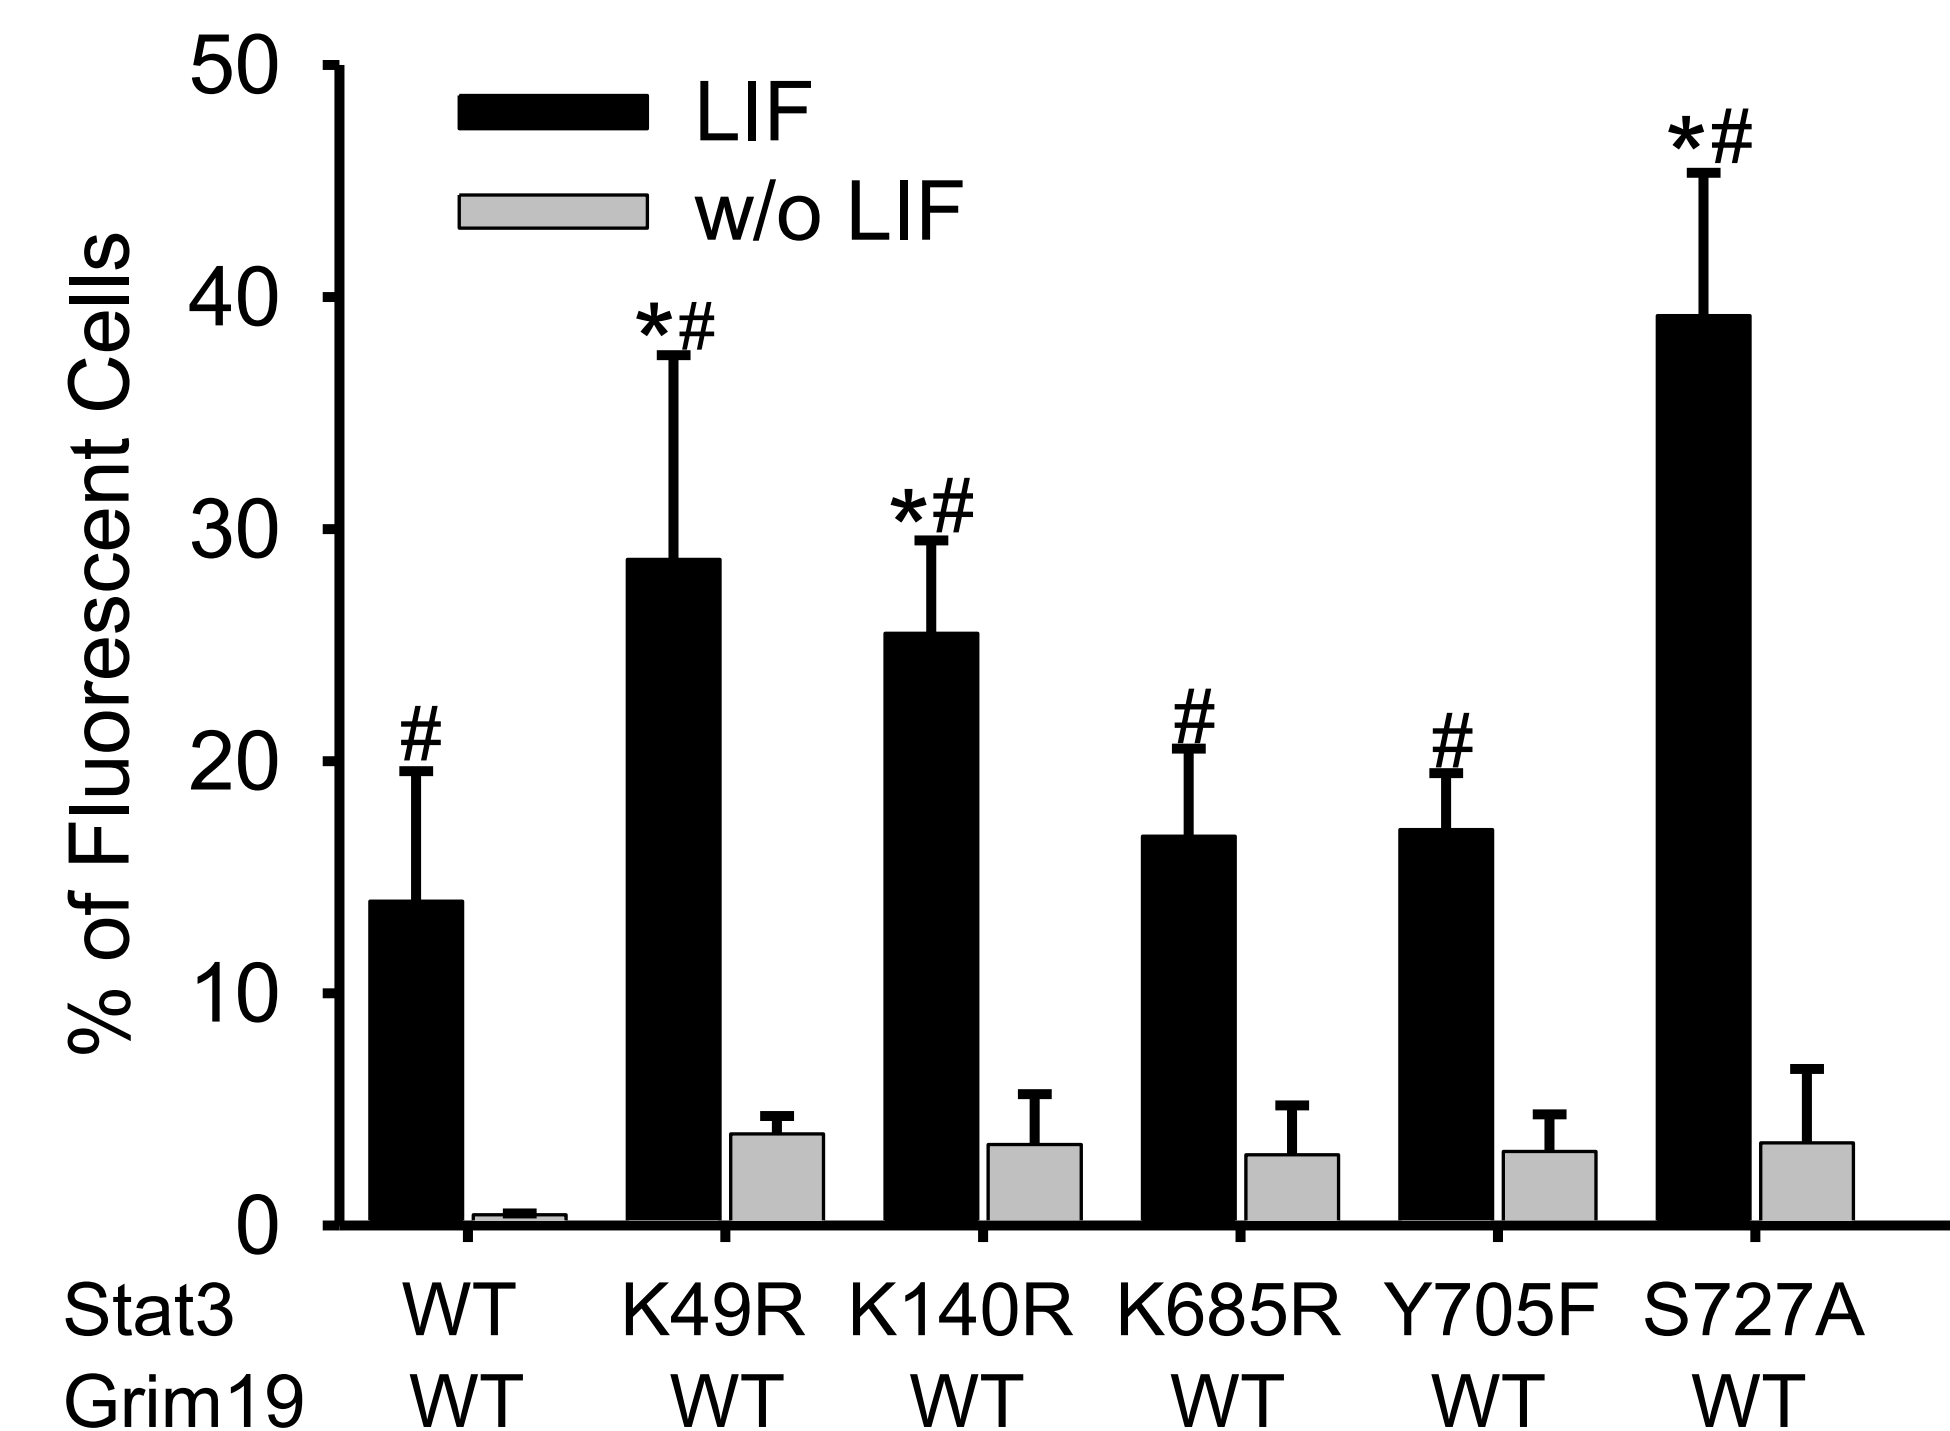 50
LIF
w/o LIF
*#
40
*#
*#
30
#
#
#
20
10
0
% of Fluorescent Cells
Stat3 WT K49R K140R K685R Y705F S727A
Grim19 WT WT WT WT WT WT